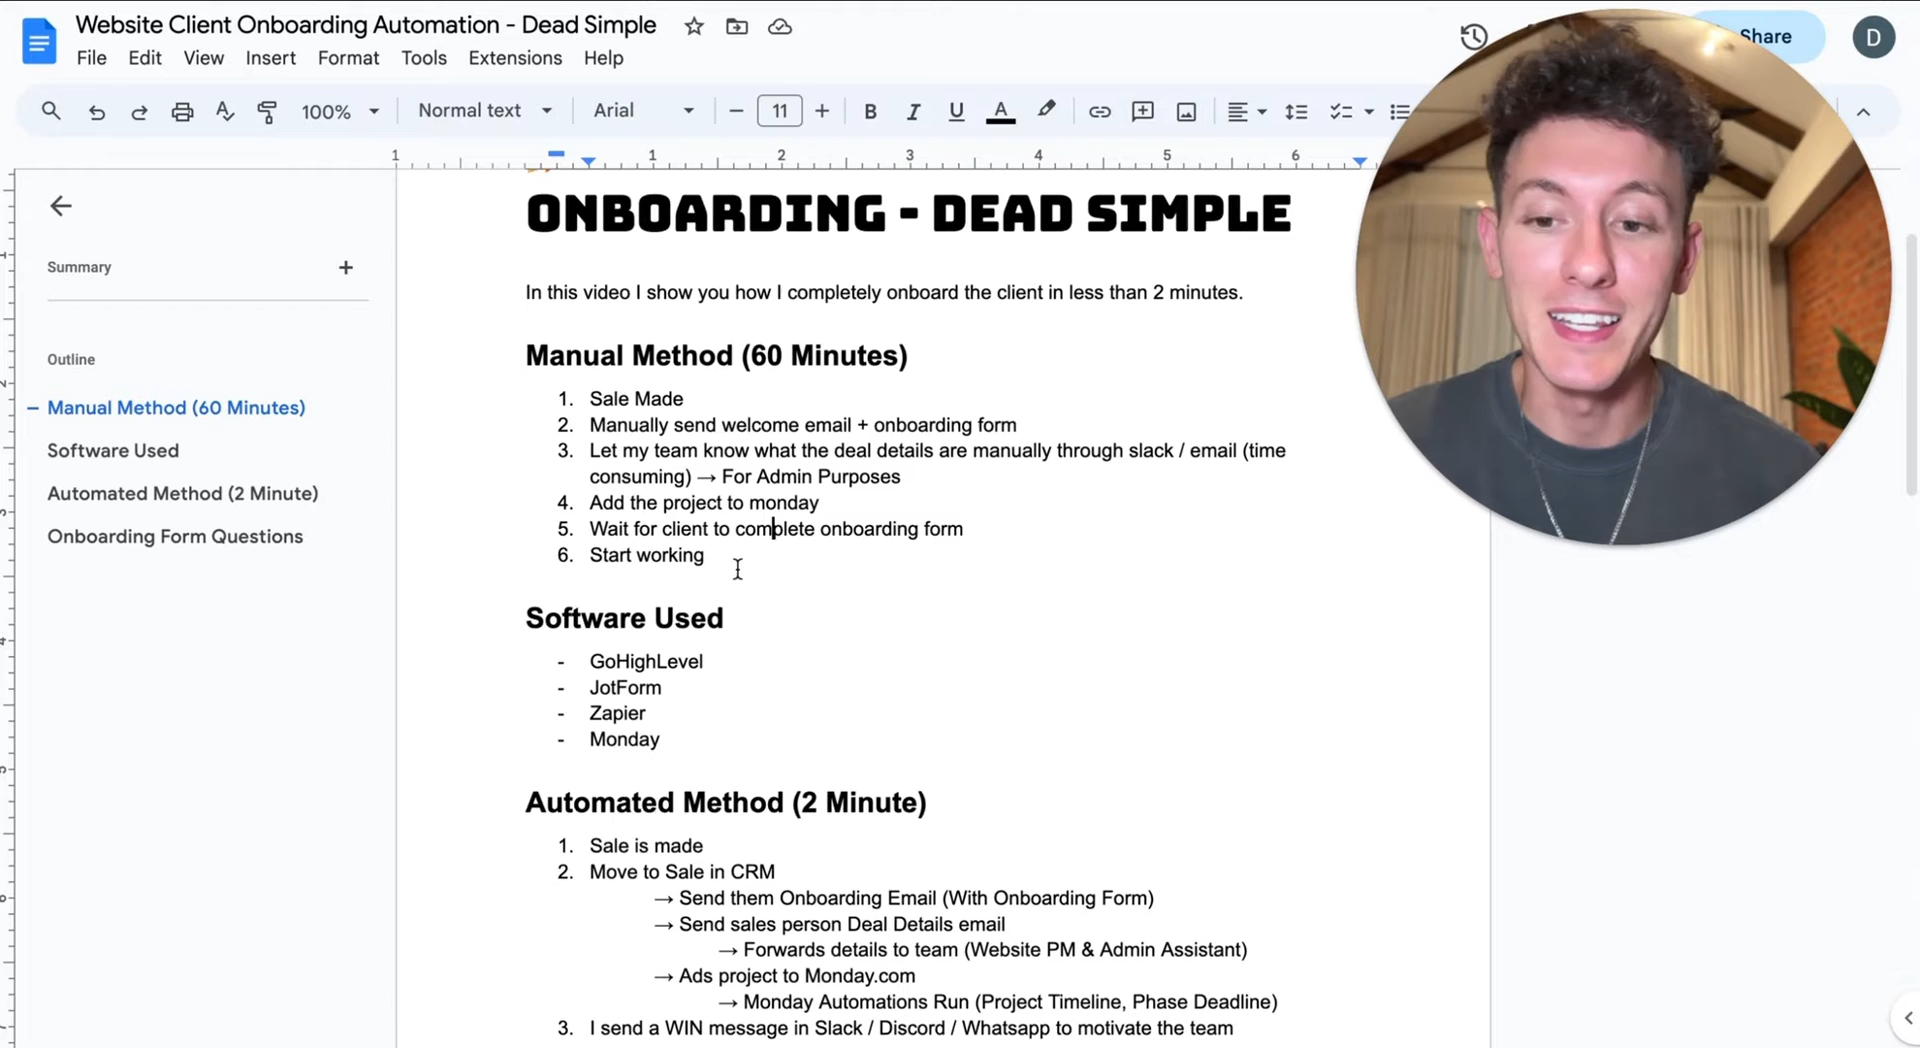 Website Client Onboarding Automation - Dead Simple
Share
D
File Edit View Insert Format Tools Extensions Help
100% Normal text Arial 11
1 1 2 3 4 5 6
ONBOARDING - DEAD SIMPLE
Summary
In this video I show you how I completely onboard the client in less than 2 minutes.
Outline
Manual Method (60 Minutes)
Software Used
Automated Method (2 Minute)
Onboarding Form Questions
Manual Method (60 Minutes)
1. Sale Made
2. Manually send welcome email + onboarding form
3. Let my team know what the deal details are manually through slack / email (time
consuming) → For Admin Purposes
4. Add the project to monday
5. Wait for client to complete onboarding form
6. Start working
Software Used
- GoHighLevel
- JotForm
- Zapier
- Monday
Automated Method (2 Minute)
1. Sale is made
2. Move to Sale in CRM
→ Send them Onboarding Email (With Onboarding Form)
→ Send sales person Deal Details email
→ Forwards details to team (Website PM & Admin Assistant)
→ Ads project to Monday.com
→ Monday Automations Run (Project Timeline, Phase Deadline)
3. I send a WIN message in Slack / Discord / Whatsapp to motivate the team